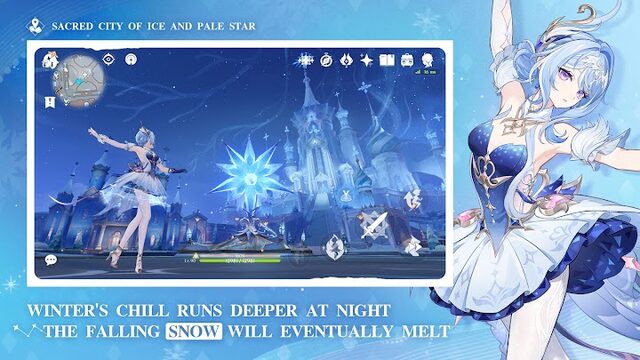 SACRED CITY OF ICE AND PALE STAR
WINTER'S CHILL RUNS DEEPER AT NIGHT
THE FALLING SNOW WILL EVENTUALLY MELT